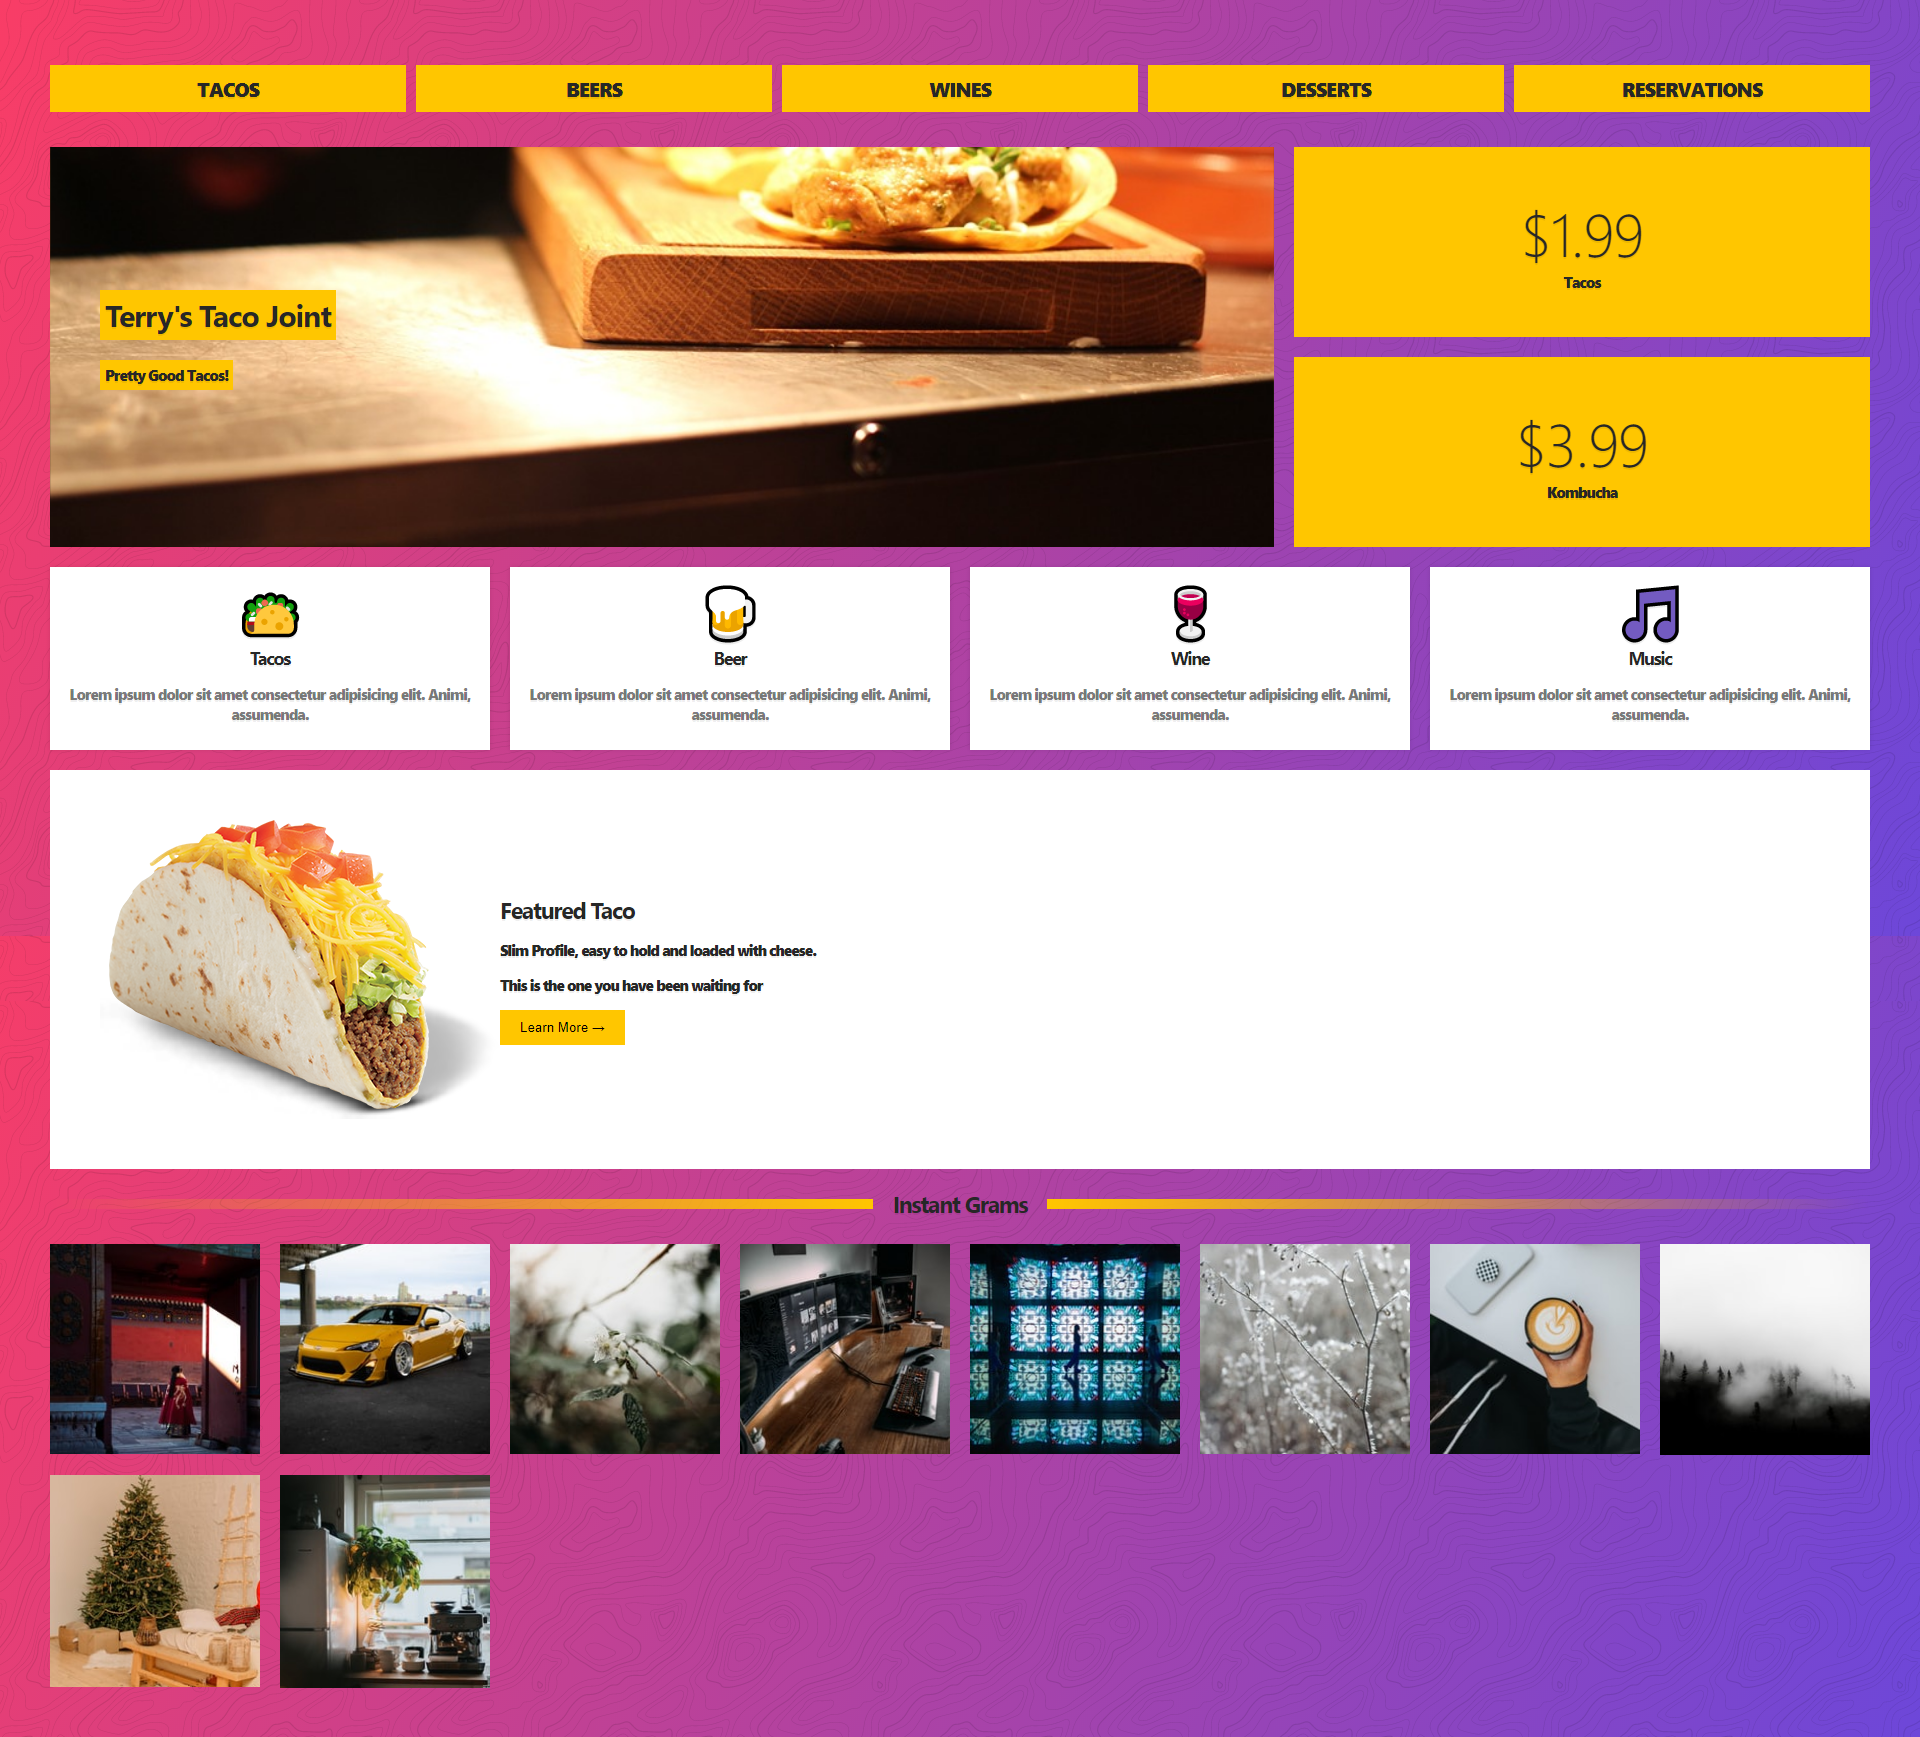 TACOS
BEERS
WINES
DESSERTS
RESERVATIONS
Terry's Taco Joint
Pretty Good Tacos!
$1.99
Tacos
$3.99
Kombucha
Tacos
Lorem ipsum dolor sit amet consectetur adipisicing elit. Animi,
assumenda.
Beer
Lorem ipsum dolor sit amet consectetur adipisicing elit. Animi,
assumenda.
Wine
Lorem ipsum dolor sit amet consectetur adipisicing elit. Animi,
assumenda.
Music
Lorem ipsum dolor sit amet consectetur adipisicing elit. Animi,
assumenda.
Featured Taco
Slim Profile, easy to hold and loaded with cheese.
This is the one you have been waiting for
Learn More →
Instant Grams